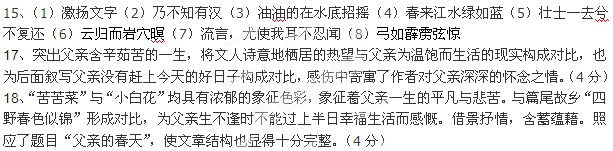 15、（1）激扬文字（2）乃不知有汉（3）油油的在水底招摇（4）春来江水绿如蓝（5）壮士一去兮
不复还（6）云归而岩穴暝（7）流言，尤使我耳不忍闻（8）弓如霹雳弦惊
17、突出父亲含辛茹苦的一生，将文人诗意地栖居的热望与父亲为温饱而生活的现实构成对比，也
为后面叙写父亲没有赶上今天的好日子构成对比，感伤中寄寓了作者对父亲深深的怀念之情。（4 分）
18、“苦苦菜”与“小白花”均具有浓郁的象征色彩，象征着父亲一生的平凡与悲苦。与篇尾故乡“四
野春色似锦”形成对比，为父亲生不逢时不能过上半日幸福生活而感慨。借景抒情，含蓄蕴藉。照
应了题目“父亲的春天”，使文章结构也显得十分完整。（4 分）